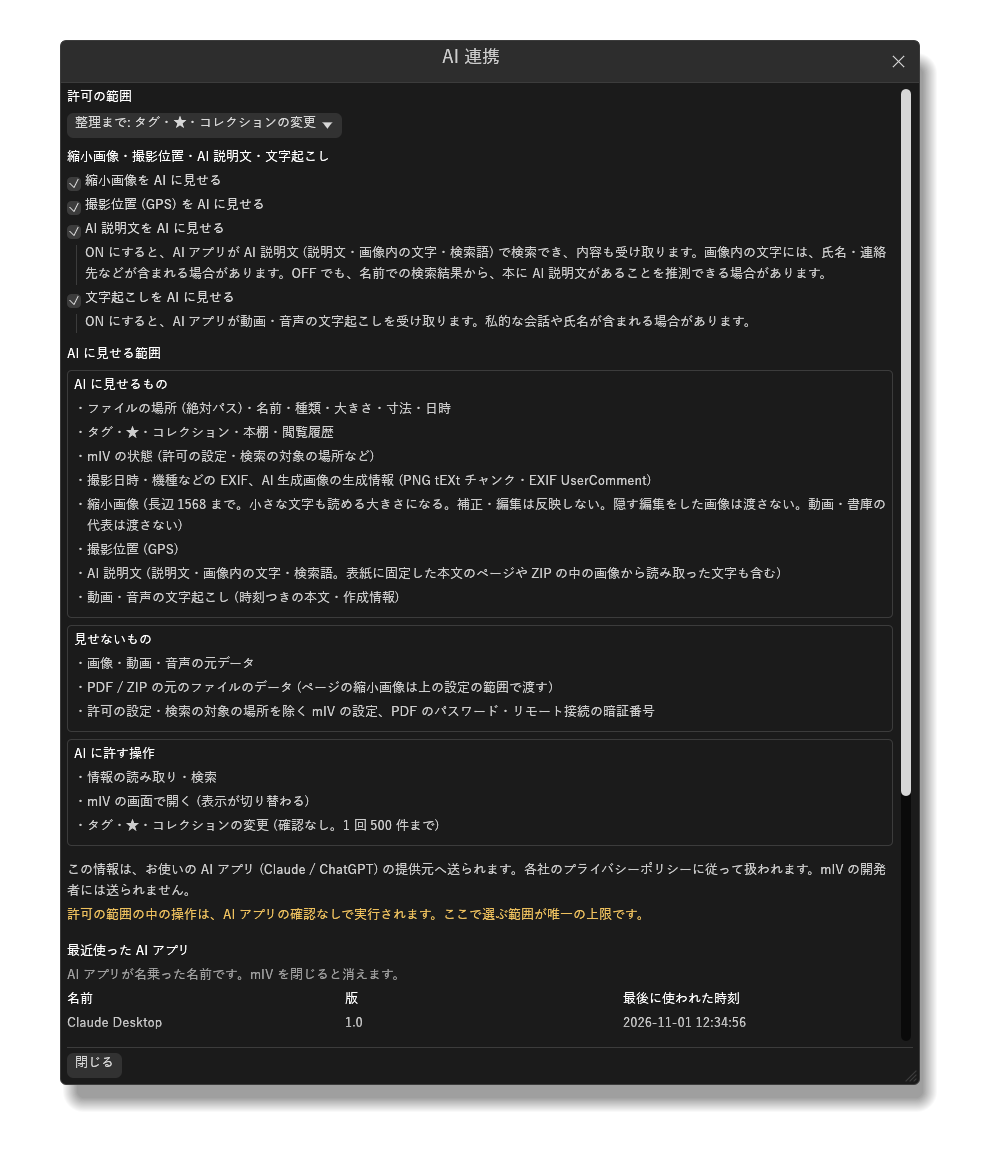 AI 連携
許可の範囲
整理まで: タグ・★・コレクションの変更
縮小画像・撮影位置・AI 説明文・文字起こし
縮小画像を AI に見せる
撮影位置 (GPS) を AI に見せる
AI 説明文を AI に見せる
ON にすると、AI アプリが AI 説明文 (説明文・画像内の文字・検索語) で検索でき、内容も受け取ります。画像内の文字には、氏名・連絡
先などが含まれる場合があります。OFF でも、名前での検索結果から、本に AI 説明文があることを推測できる場合があります。
文字起こしを AI に見せる
ON にすると、AI アプリが動画・音声の文字起こしを受け取ります。私的な会話や氏名が含まれる場合があります。
AI に見せる範囲
AI に見せるもの
・ファイルの場所 (絶対パス)・名前・種類・大きさ・寸法・日時
・タグ・★・コレクション・本棚・閲覧履歴
・mIV の状態 (許可の設定・検索の対象の場所など)
・撮影日時・機種などの EXIF、AI 生成画像の生成情報 (PNG tEXt チャンク・EXIF UserComment)
・縮小画像 (長辺 1568 まで。小さな文字も読める大きさになる。補正・編集は反映しない。隠す編集をした画像は渡さない。動画・書庫の
代表は渡さない)
・撮影位置 (GPS)
・AI 説明文 (説明文・画像内の文字・検索語。表紙に固定した本文のページや ZIP の中の画像から読み取った文字も含む)
・動画・音声の文字起こし (時刻つきの本文・作成情報)
見せないもの
・画像・動画・音声の元データ
・PDF / ZIP の元のファイルのデータ (ページの縮小画像は上の設定の範囲で渡す)
・許可の設定・検索の対象の場所を除く mIV の設定、PDF のパスワード・リモート接続の暗証番号
AI に許す操作
・情報の読み取り・検索
・mIV の画面で開く (表示が切り替わる)
・タグ・★・コレクションの変更 (確認なし。1 回 500 件まで)
この情報は、お使いの AI アプリ (Claude / ChatGPT) の提供元へ送られます。各社のプライバシーポリシーに従って扱われます。mIV の開発
者には送られません。
許可の範囲の中の操作は、AI アプリの確認なしで実行されます。ここで選ぶ範囲が唯一の上限です。
最近使った AI アプリ
AI アプリが名乗った名前です。mIV を閉じると消えます。
名前 版 最後に使われた時刻
Claude Desktop 1.0 2026-11-01 12:34:56
閉じる